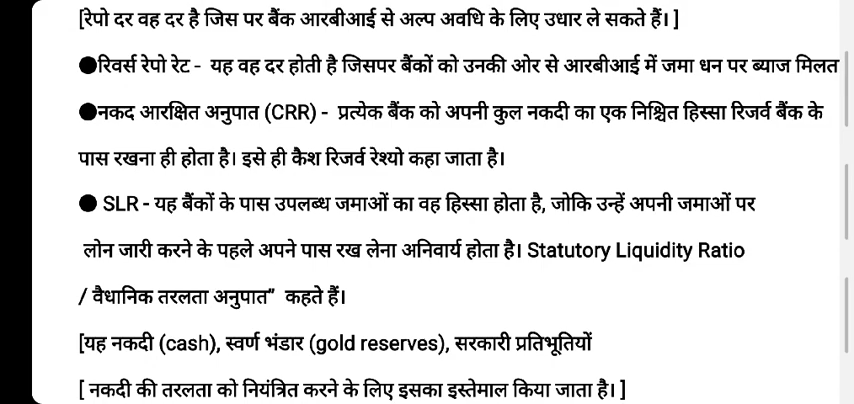 [रेपो दर वह दर है जिस पर बैंक आरबीआई से अल्प अवधि के लिए उधार ले सकते हैं। ]
●रिवर्स रेपो रेट - यह वह दर होती है जिसपर बैंकों को उनकी ओर से आरबीआई में जमा धन पर ब्याज मिलत
●नकद आरक्षित अनुपात (CRR) - प्रत्येक बैंक को अपनी कुल नकदी का एक निश्चित हिस्सा रिजर्व बैंक के
पास रखना ही होता है। इसे ही कैश रिजर्व रेश्यो कहा जाता है।
● SLR - यह बैंकों के पास उपलब्ध जमाओं का वह हिस्सा होता है, जोकि उन्हें अपनी जमाओं पर
लोन जारी करने के पहले अपने पास रख लेना अनिवार्य होता है। Statutory Liquidity Ratio
/ वैधानिक तरलता अनुपात" कहते हैं।
[यह नकदी (cash), स्वर्ण भंडार (gold reserves), सरकारी प्रतिभूतियों
[ नकदी की तरलता को नियंत्रित करने के लिए इसका इस्तेमाल किया जाता है। ]